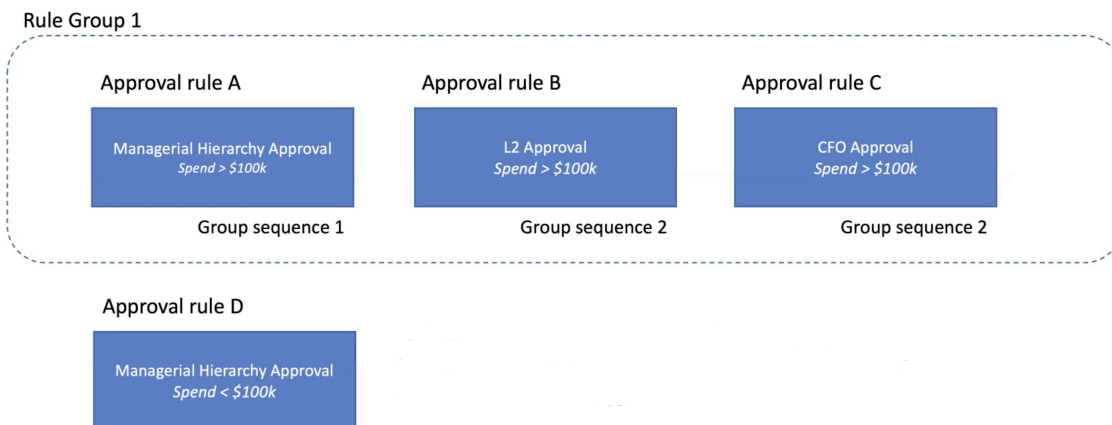 Rule Group 1
Approval rule A
Approval rule B
Approval rule C
Managerial Hierarchy Approval
Spend > $100k
L2 Approval
Spend > $100k
CFO Approval
Spend > $100k
Group sequence 1
Group sequence 2
Group sequence 2
Approval rule D
Managerial Hierarchy Approval
Spend < $100k